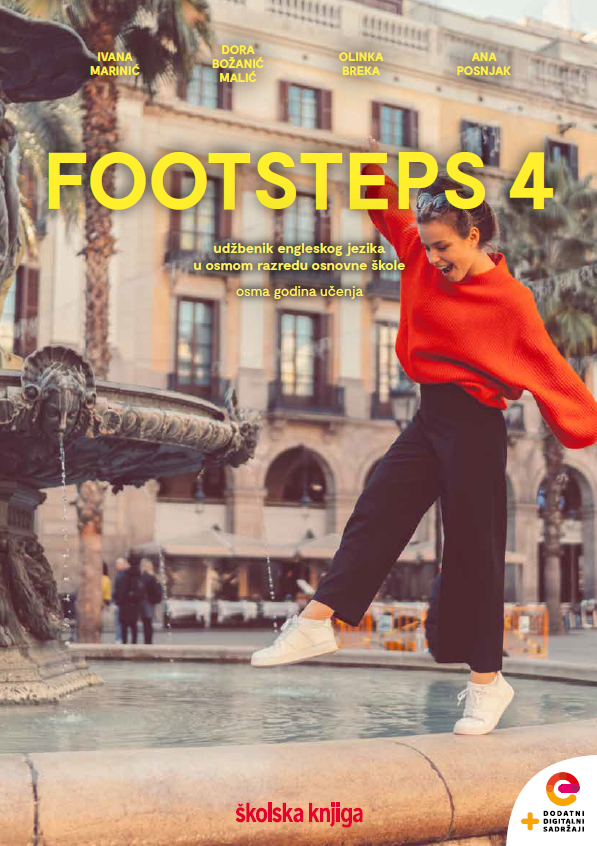 IVANA
MARINIĆ
DORA
BOŽANIĆ
MALIĆ
OLINKA
BREKA
ANA
POSNJAK
FOOTSTEPS 4
udžbenik engleskog jezika
u osmom razredu osnovne škole
osma godina učenja
školska knjiga
e
+ DODATNI
DIGITALNI
SADRŽAJI